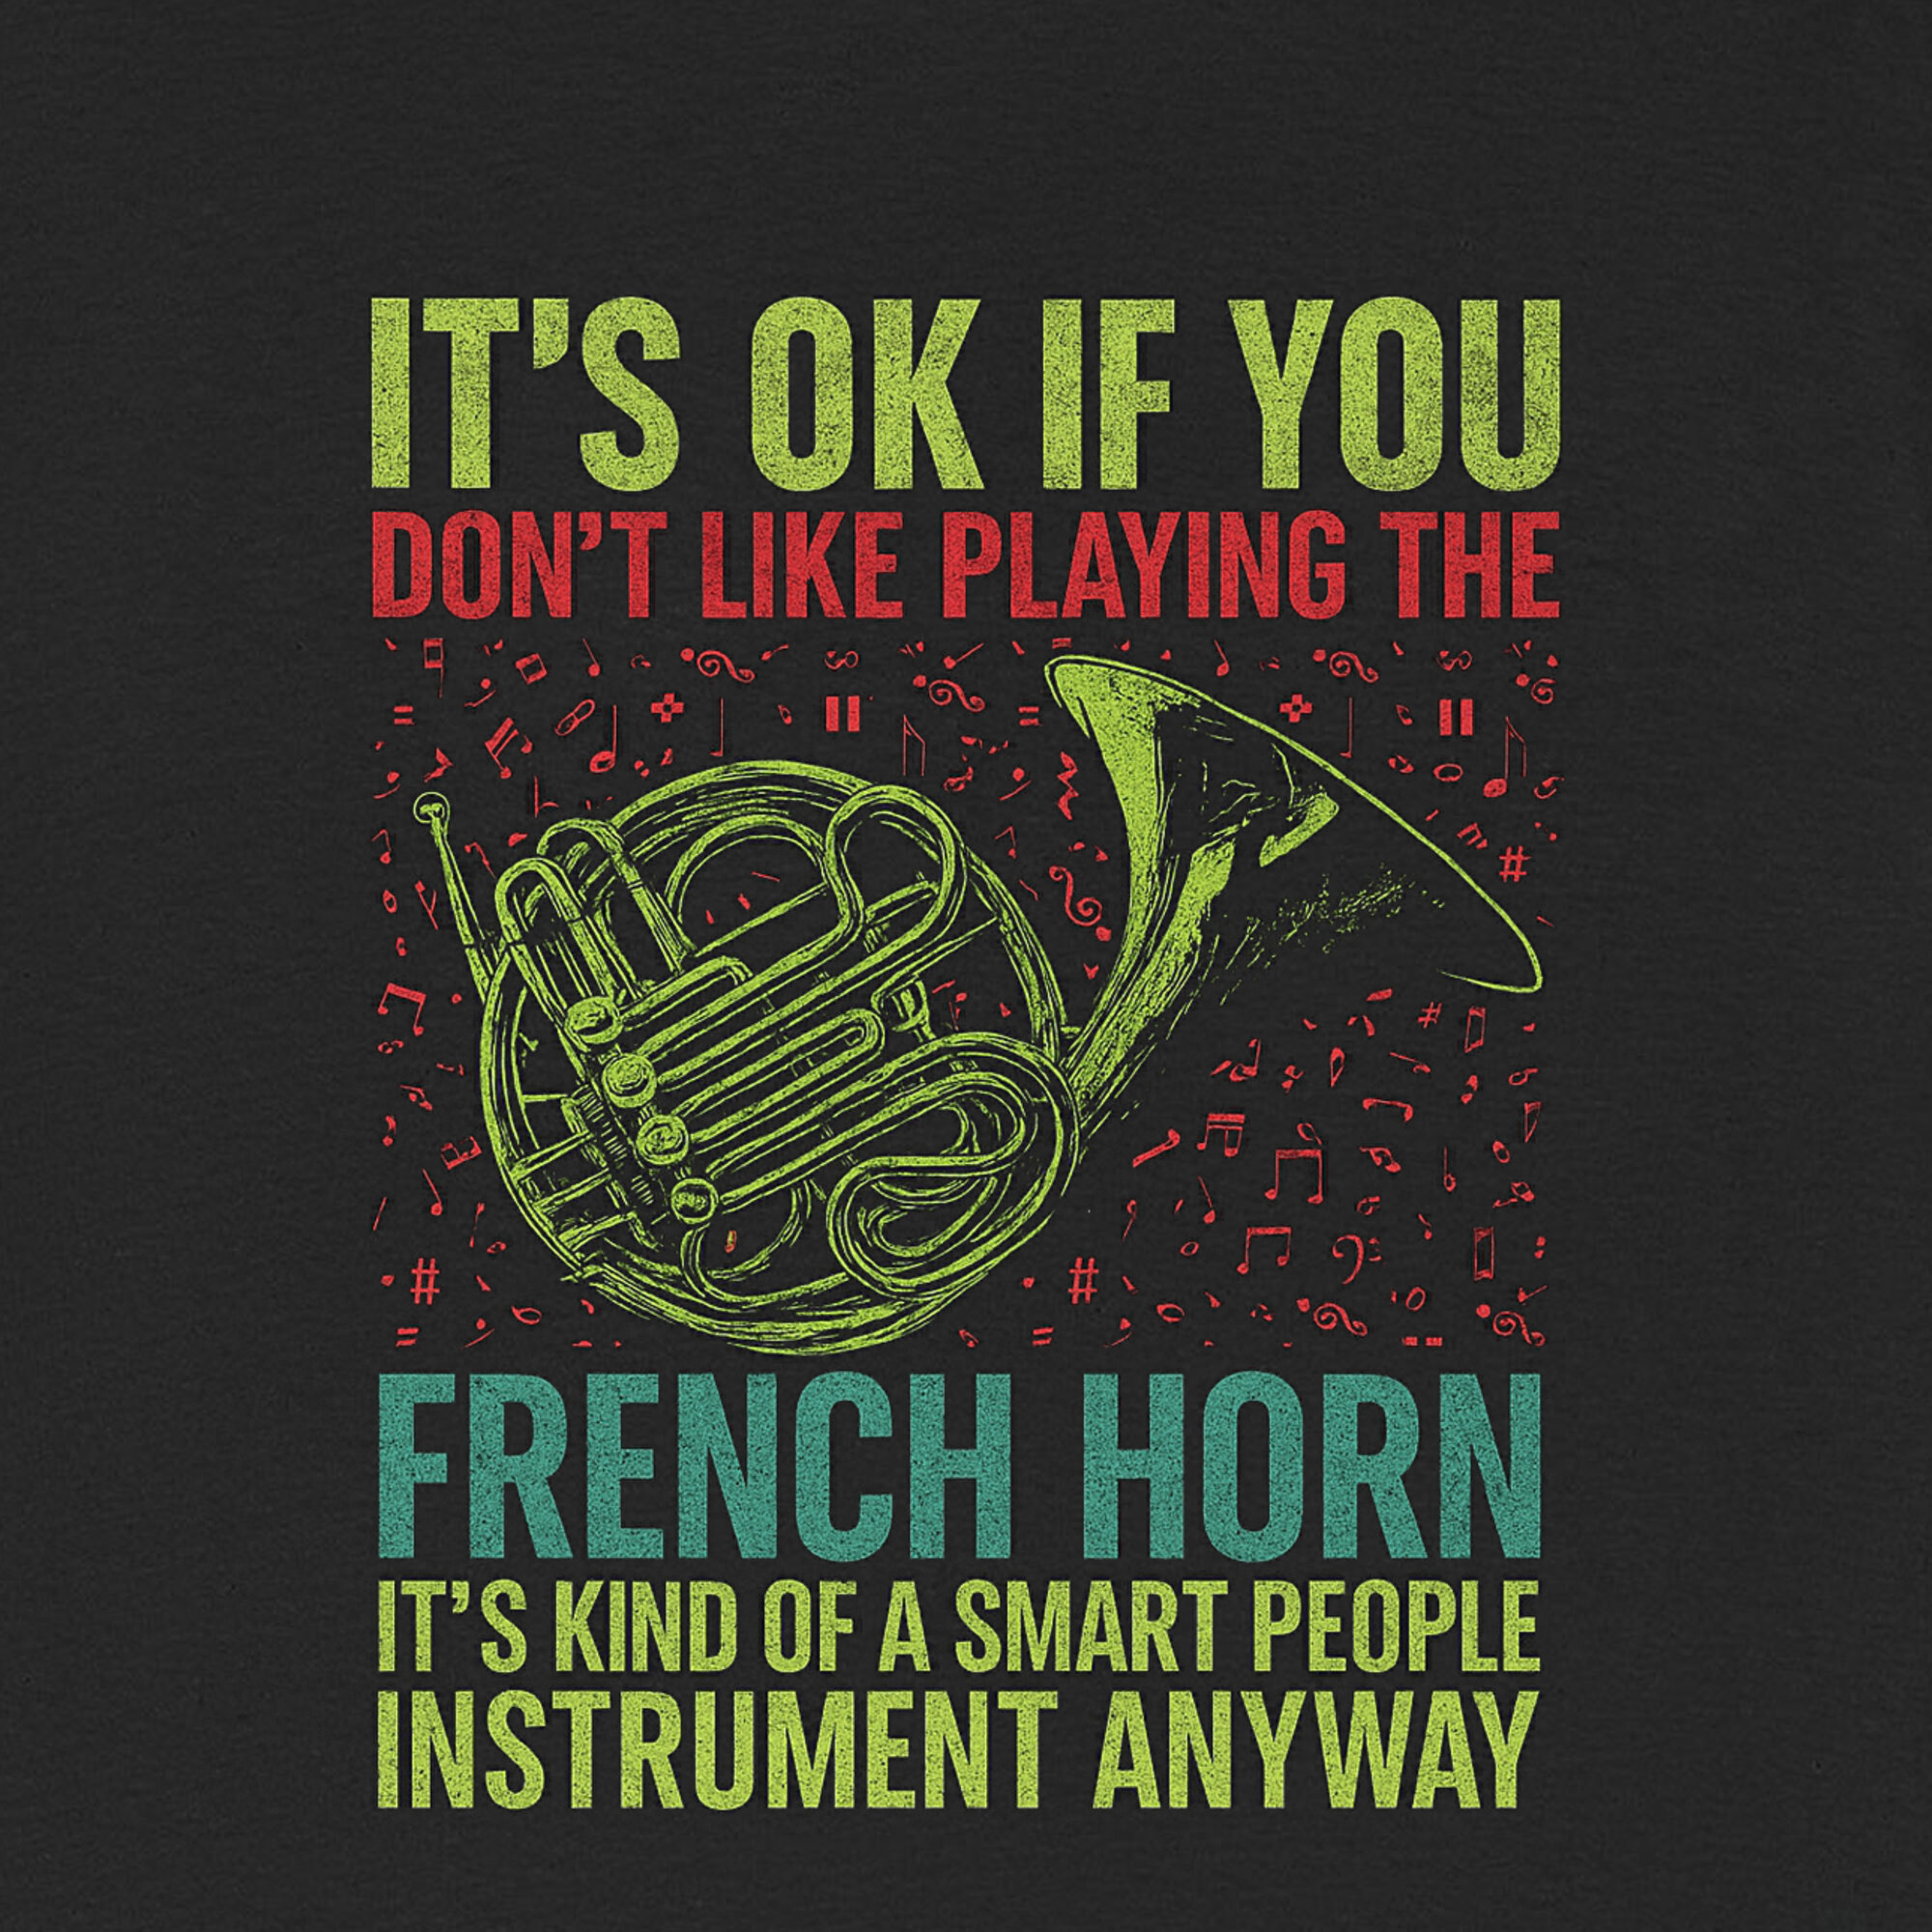 IT'S OK IF YOU
DON'T LIKE PLAYING THE
FRENCH HORN
IT'S KIND OF A SMART PEOPLE
INSTRUMENT ANYWAY